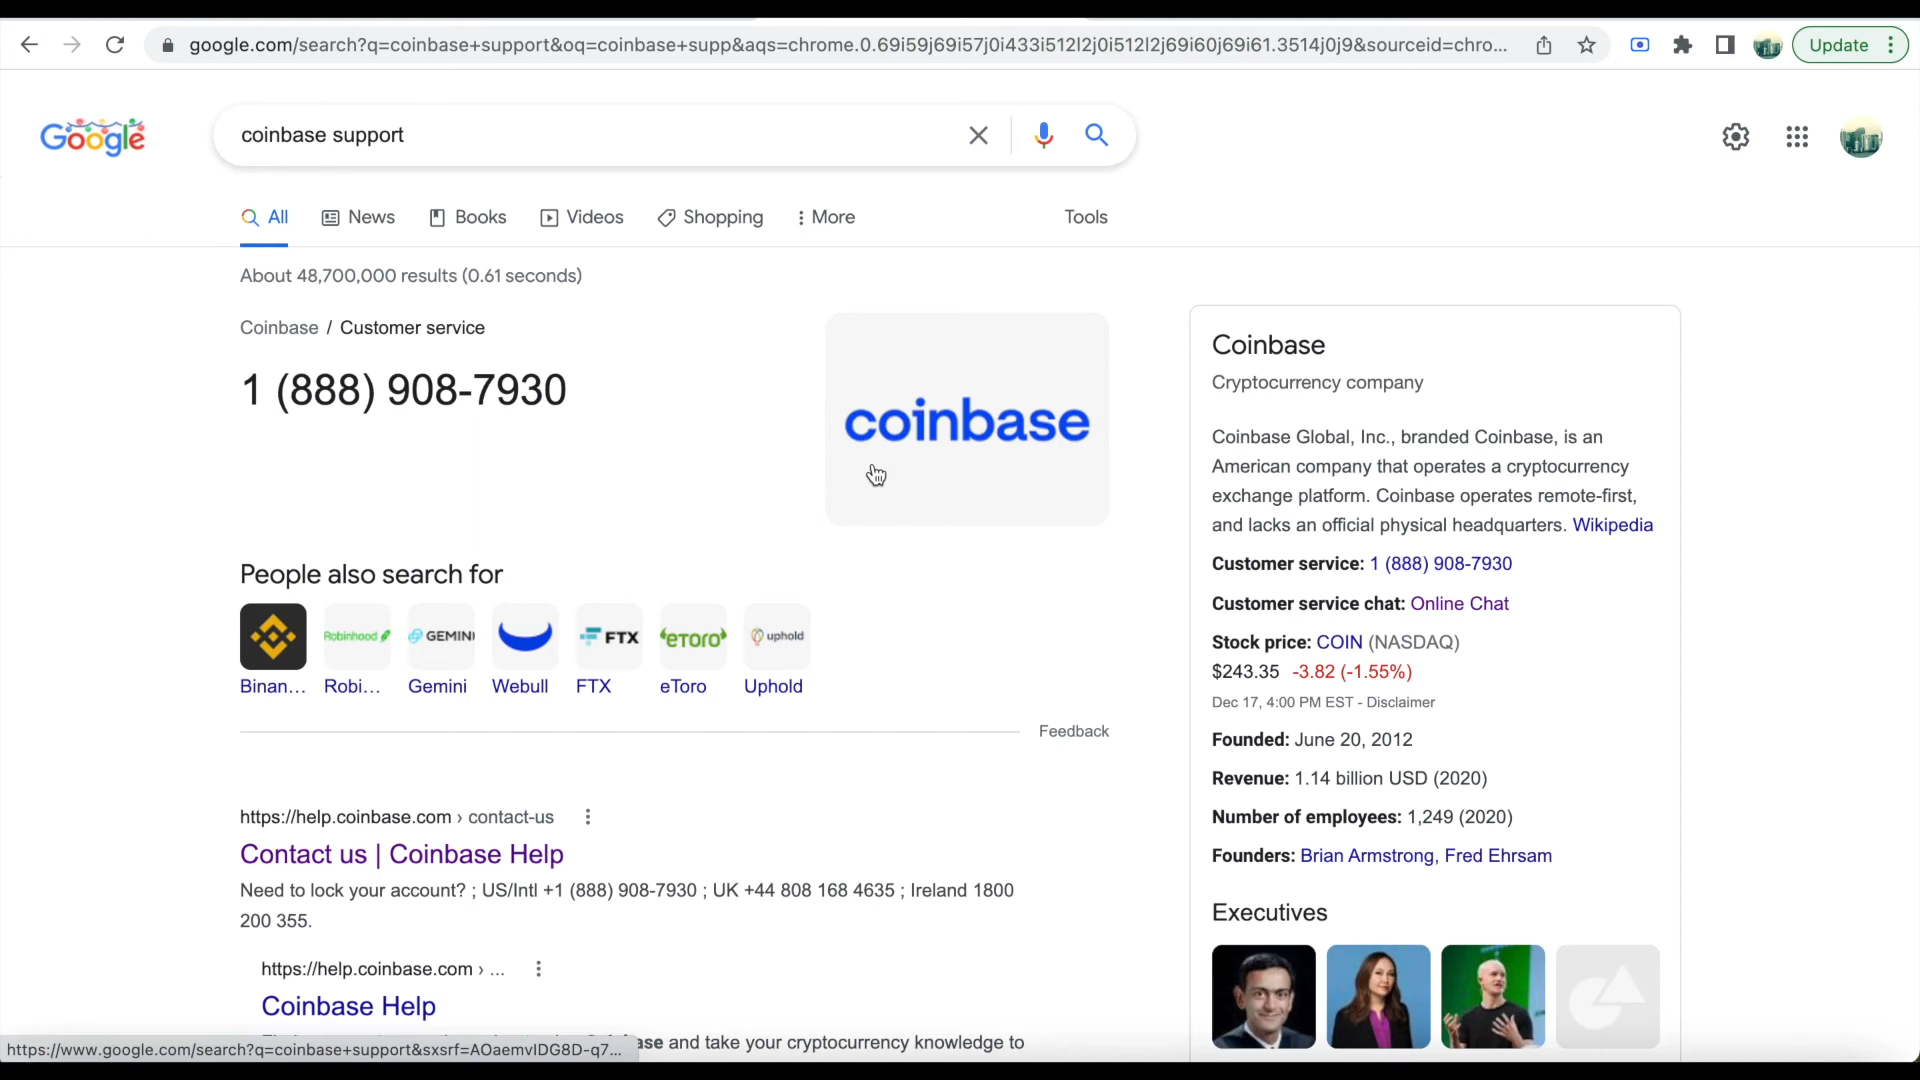 google.com/search?q=coinbase+support&oq=coinbase+supp&aqs=chrome.0.69i59j69i57j0i433i512l2j0i512l2j69i60j69i61.3514j0j9&sourceid=chro...
Update
Google
coinbase support
All
News
Books
Videos
Shopping
More
Tools
About 48,700,000 results (0.61 seconds)
Coinbase / Customer service
1 (888) 908-7930
coinbase
People also search for
Robinhood
GEMINI
FTX
eToro
uphold
Binan...
Robi...
Gemini
Webull
FTX
eToro
Uphold
Feedback
https://help.coinbase.com › contact-us
Contact us | Coinbase Help
Need to lock your account? ; US/Intl +1 (888) 908-7930 ; UK +44 808 168 4635 ; Ireland 1800
200 355.
https://help.coinbase.com › ...
Coinbase Help
ase and take your cryptocurrency knowledge to
https://www.google.com/search?q=coinbase+support&sxsrf=AOaemvIDG8D-q7...
Coinbase
Cryptocurrency company
Coinbase Global, Inc., branded Coinbase, is an
American company that operates a cryptocurrency
exchange platform. Coinbase operates remote-first,
and lacks an official physical headquarters. Wikipedia
Customer service: 1 (888) 908-7930
Customer service chat: Online Chat
Stock price: COIN (NASDAQ)
$243.35 -3.82 (-1.55%)
Dec 17, 4:00 PM EST - Disclaimer
Founded: June 20, 2012
Revenue: 1.14 billion USD (2020)
Number of employees: 1,249 (2020)
Founders: Brian Armstrong, Fred Ehrsam
Executives